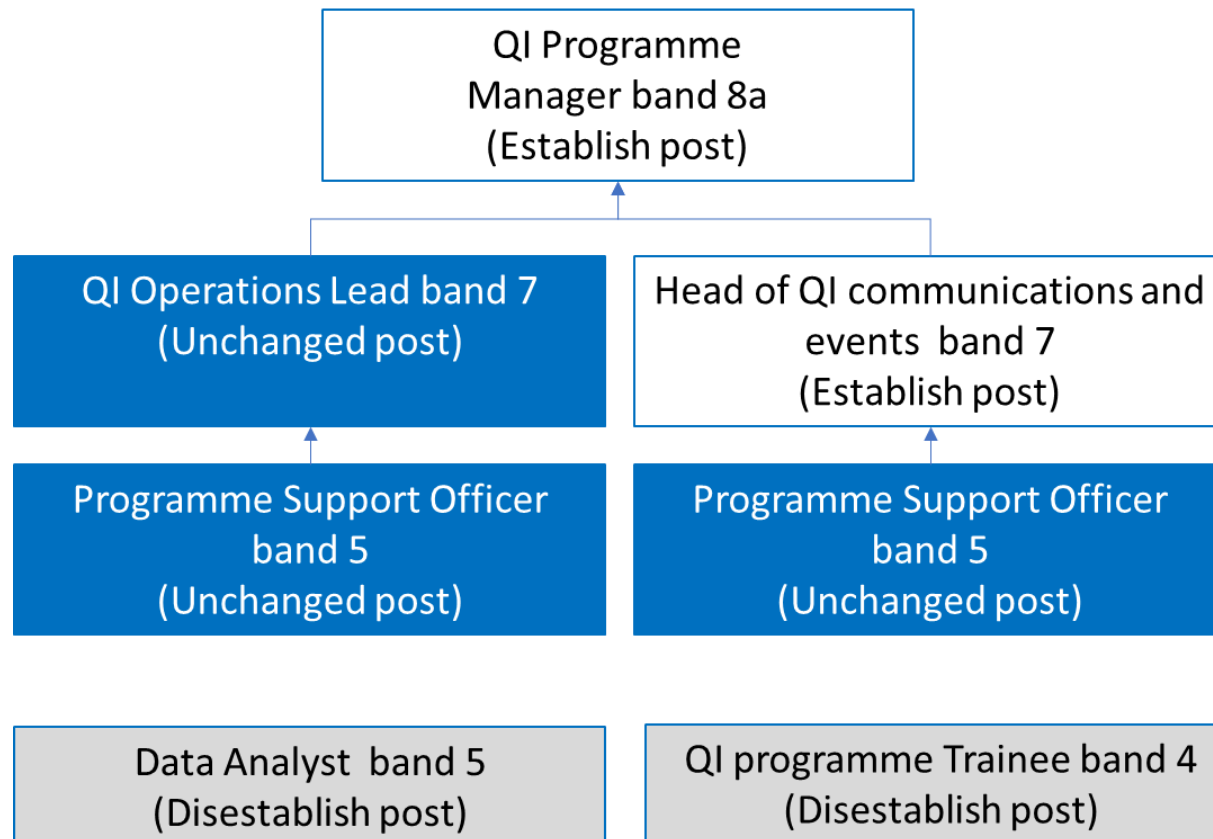 QI Programme
Manager band 8a
(Establish post)
QI Operations Lead band 7
(Unchanged post)
Head of QI communications and
events  band 7
(Establish post)
Programme Support Officer
band 5
(Unchanged post)
Programme Support Officer
band 5
(Unchanged post)
Data Analyst  band 5
(Disestablish post)
QI programme Trainee band 4
(Disestablish post)